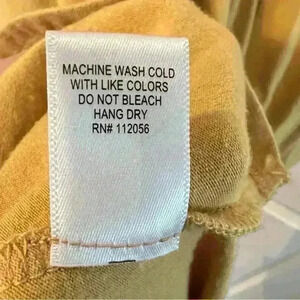 MACHINE WASH COLD
WITH LIKE COLORS
DO NOT BLEACH
HANG DRY
RN# 112056